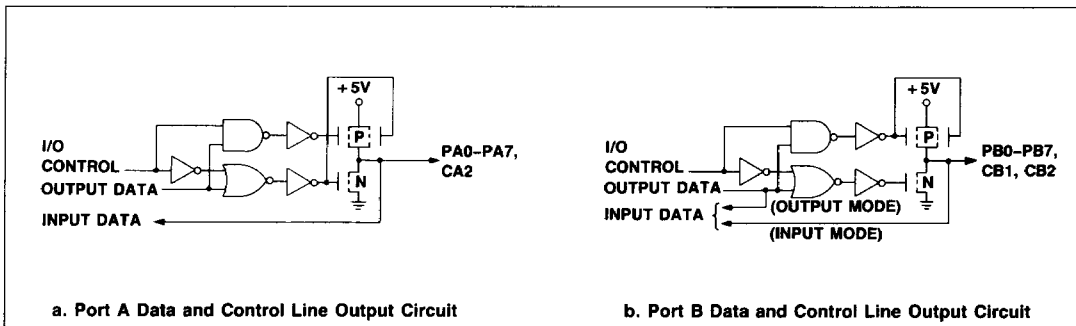 +5V
P
I/O
CONTROL
PA0–PA7,
CA2
N
OUTPUT DATA
INPUT DATA
a. Port A Data and Control Line Output Circuit
+5V
P
I/O
CONTROL
PB0–PB7,
CB1, CB2
N
OUTPUT DATA
INPUT DATA
(OUTPUT MODE)
(INPUT MODE)
b. Port B Data and Control Line Output Circuit